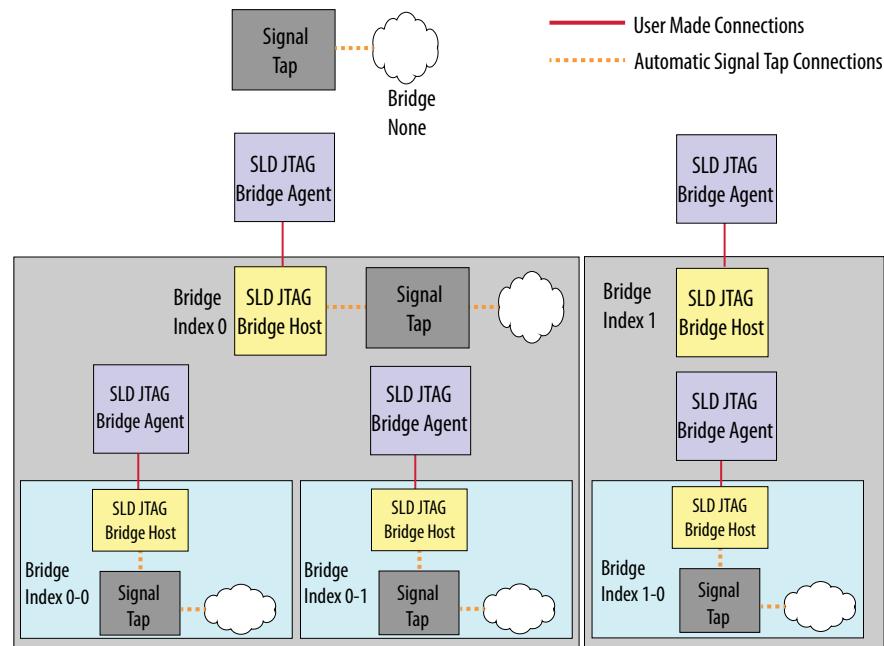 Signal
Tap
Bridge
None
User Made Connections
Automatic Signal Tap Connections
SLD JTAG
Bridge Agent
SLD JTAG
Bridge Agent
Bridge
Index 0
SLD JTAG
Bridge Host
Signal
Tap
Bridge
Index 1
SLD JTAG
Bridge Host
SLD JTAG
Bridge Agent
SLD JTAG
Bridge Agent
SLD JTAG
Bridge Agent
SLD JTAG
Bridge Host
Bridge
Index 0-0
Signal
Tap
SLD JTAG
Bridge Host
Bridge
Index 0-1
Signal
Tap
SLD JTAG
Bridge Host
Bridge
Index 1-0
Signal
Tap